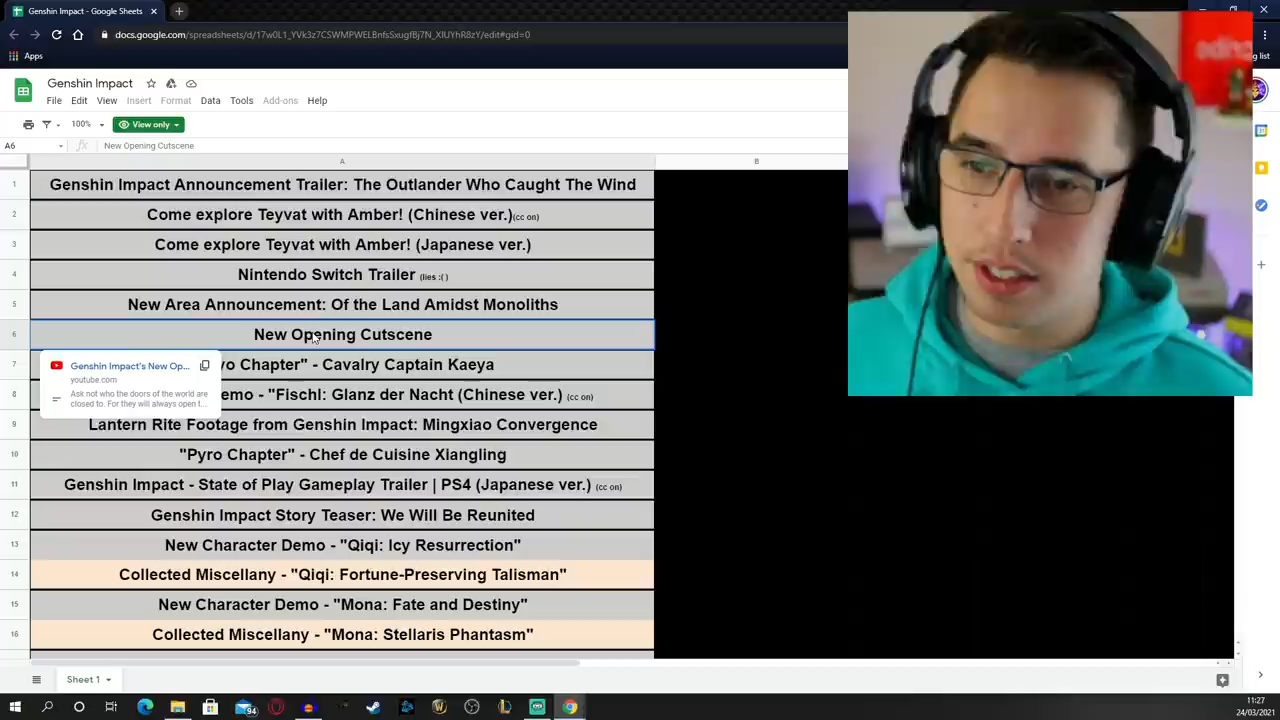 Genshin Impact - Google Sheets
docs.google.com/spreadsheets/d/17w0L1_YVk3z7CSWMPWELBnfsSxugfBj7N_XIUYhR8zY/edit#gid=0
Apps
ng list
Genshin Impact
File Edit View Insert Format Data Tools Add-ons Help
100% View only
A6 fx New Opening Cutscene
A B
1 Genshin Impact Announcement Trailer: The Outlander Who Caught The Wind
2 Come explore Teyvat with Amber! (Chinese ver.)(cc on)
3 Come explore Teyvat with Amber! (Japanese ver.)
4 Nintendo Switch Trailer (lies :( )
5 New Area Announcement: Of the Land Amidst Monoliths
6 New Opening Cutscene
7 yo Chapter" - Cavalry Captain Kaeya
Genshin Impact's New Op...
youtube.com
Ask not who the doors of the world are
closed to. For they will always open t...
emo - "Fischl: Glanz der Nacht (Chinese ver.) (cc on)
9 Lantern Rite Footage from Genshin Impact: Mingxiao Convergence
10 "Pyro Chapter" - Chef de Cuisine Xiangling
11 Genshin Impact - State of Play Gameplay Trailer | PS4 (Japanese ver.) (cc on)
12 Genshin Impact Story Teaser: We Will Be Reunited
13 New Character Demo - "Qiqi: Icy Resurrection"
Collected Miscellany - "Qiqi: Fortune-Preserving Talisman"
15 New Character Demo - "Mona: Fate and Destiny"
16 Collected Miscellany - "Mona: Stellaris Phantasm"
Sheet 1
94
11:27
24/03/2021